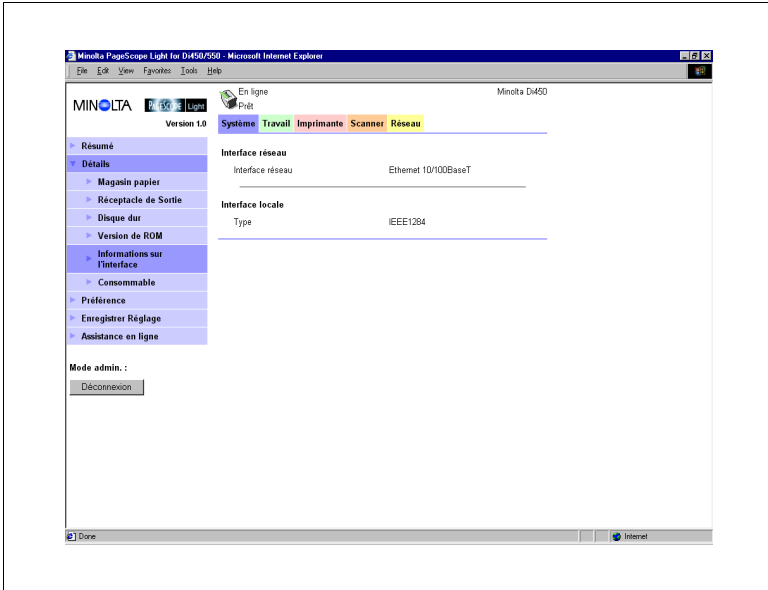 Minolta PageScope Light for Di450/550 - Microsoft Internet Explorer
File Edit View Favorites Tools Help
MINOLTA PAGESCOPE Light
Version 1.0
En ligne
Prêt
Minolta Di450
Système Travail Imprimante Scanner Réseau
Résumé
Détails
Magasin papier
Réceptacle de Sortie
Disque dur
Version de ROM
Informations sur
l'interface
Consommable
Préférence
Enregistrer Réglage
Assistance en ligne
Mode admin. :
Déconnexion
Interface réseau
Interface réseau Ethernet 10/100BaseT
Interface locale
Type IEEE1284
Done Internet